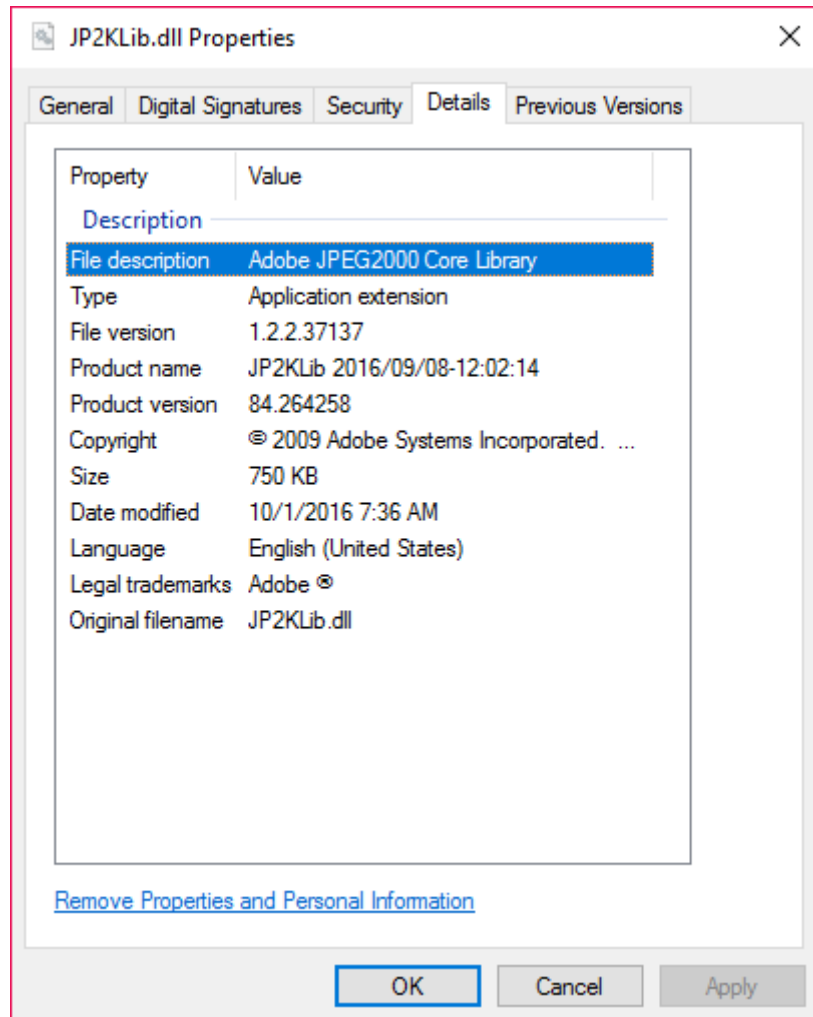 JP2KLib.dll Properties
General Digital Signatures Security Details Previous Versions
Property Value
Description
File description Adobe JPEG2000 Core Library
Type Application extension
File version 1.2.2.37137
Product name JP2KLib 2016/09/08-12:02:14
Product version 84.264258
Copyright © 2009 Adobe Systems Incorporated. ...
Size 750 KB
Date modified 10/1/2016 7:36 AM
Language English (United States)
Legal trademarks Adobe ®
Original filename JP2KLib.dll
Remove Properties and Personal Information
OK Cancel Apply